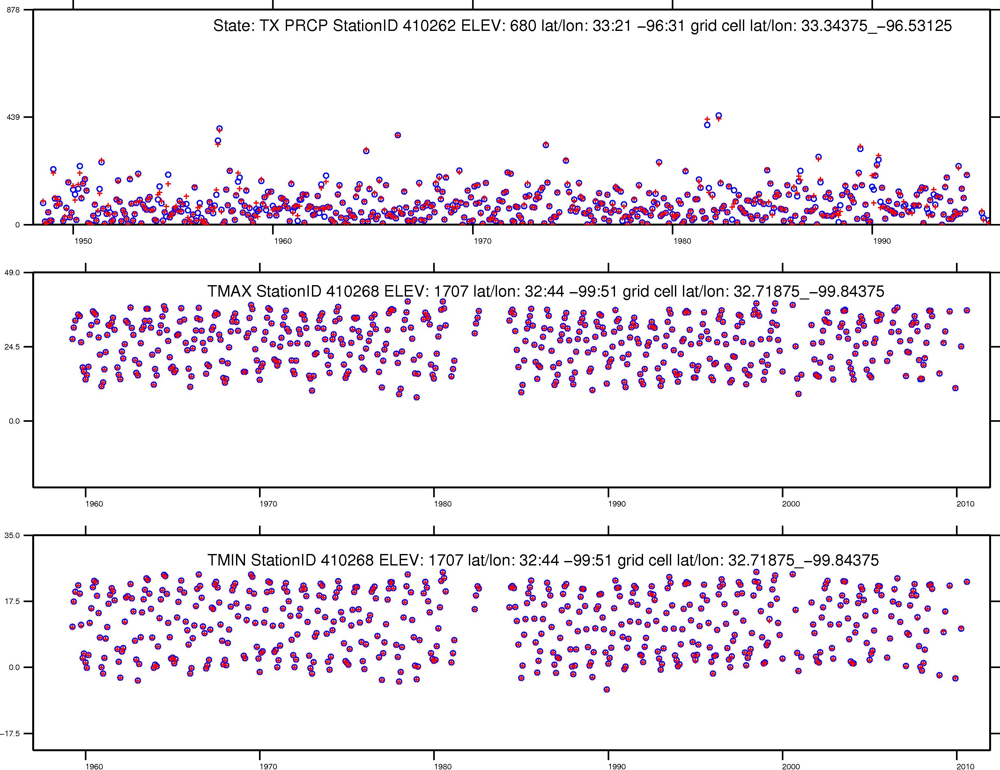 878
State: TX PRCP StationID 410262 ELEV: 680 lat/lon: 33:21 −96:31 grid cell lat/lon: 33.34375_−96.53125
439
0
1950 1960 1970 1980 1990
49.0
TMAX StationID 410268 ELEV: 1707 lat/lon: 32:44 −99:51 grid cell lat/lon: 32.71875_−99.84375
24.5
0.0
1960 1970 1980 1990 2000 2010
35.0
TMIN StationID 410268 ELEV: 1707 lat/lon: 32:44 −99:51 grid cell lat/lon: 32.71875_−99.84375
17.5
0.0
−17.5
1960 1970 1980 1990 2000 2010